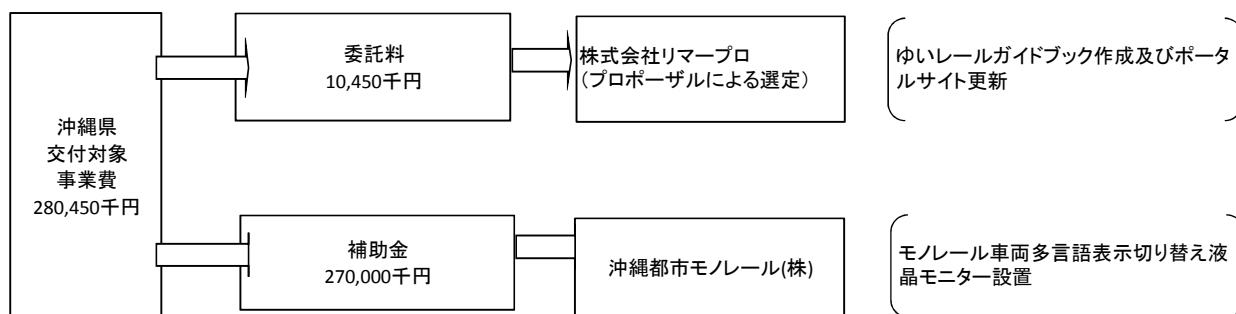 沖縄県
交付対象
事業費
280,450千円
委託料
10,450千円
株式会社リマープロ
(プロポーザルによる選定)
ゆいレールガイドブック作成及びポータ
ルサイト更新
補助金
270,000千円
沖縄都市モノレール(株)
モノレール車両多言語表示切り替え液
晶モニター設置